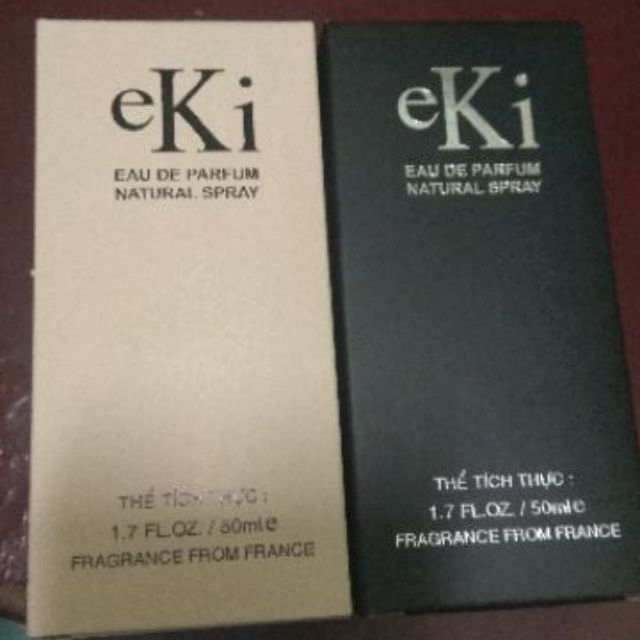 eKi
EAU DE PARFUM
NATURAL SPRAY
THỂ TÍCH THỰC :
1.7 FL.OZ. / 50ml e
FRAGRANCE FROM FRANCE
eKi
EAU DE PARFUM
NATURAL SPRAY
THỂ TÍCH THỰC :
1.7 FL.OZ. / 50ml e
FRAGRANCE FROM FRANCE